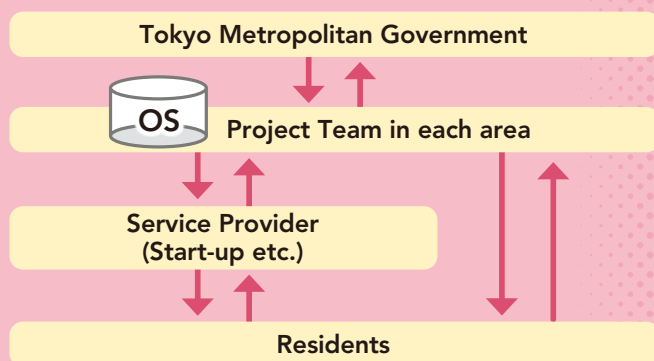 Tokyo Metropolitan Government
OS
Project Team in each area
Service Provider
(Start-up etc.)
Residents